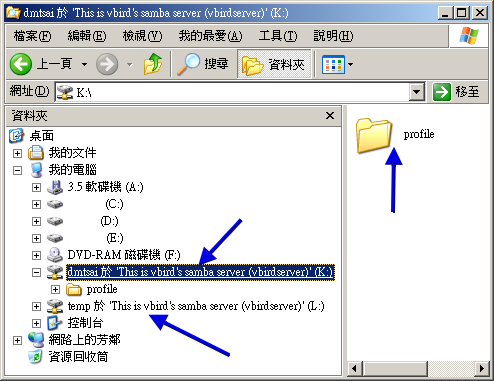 dmtsai 於 'This is vbird's samba server (vbirdserver)' (K:)
檔案(F) 編輯(E) 檢視(V) 我的最愛(A) 工具(T) 說明(H)
上一頁 搜尋 資料夾
網址(D) K:\ 移至
資料夾
桌面
我的文件
我的電腦
3.5 軟碟機 (A:)
(C:)
(D:)
(E:)
DVD-RAM 磁碟機 (F:)
dmtsai 於 'This is vbird's samba server (vbirdserver)' (K:)
profile
temp 於 'This is vbird's samba server (vbirdserver)' (L:)
控制台
網路上的芳鄰
資源回收筒
profile